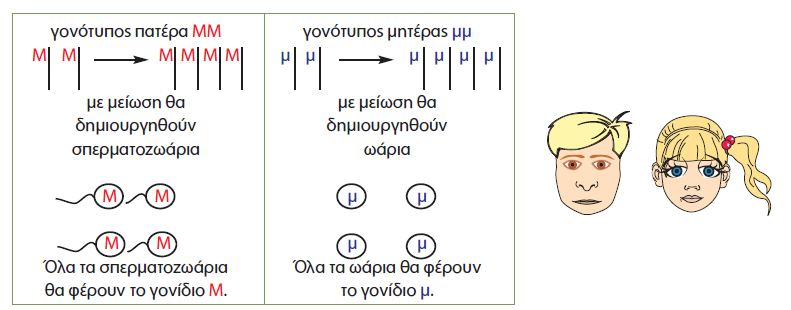 γονότυπος πατέρα ΜΜ
Μ Μ Μ Μ Μ Μ
με μείωση θα
δημιουργηθούν
σπερματοζωάρια
Μ Μ
Μ Μ
Όλα τα σπερματοζωάρια
θα φέρουν το γονίδιο Μ.
γονότυπος μητέρας μμ
μ μ μ μ μ μ
με μείωση θα
δημιουργηθούν
ωάρια
μ μ
μ μ
Όλα τα ωάρια θα φέρουν
το γονίδιο μ.